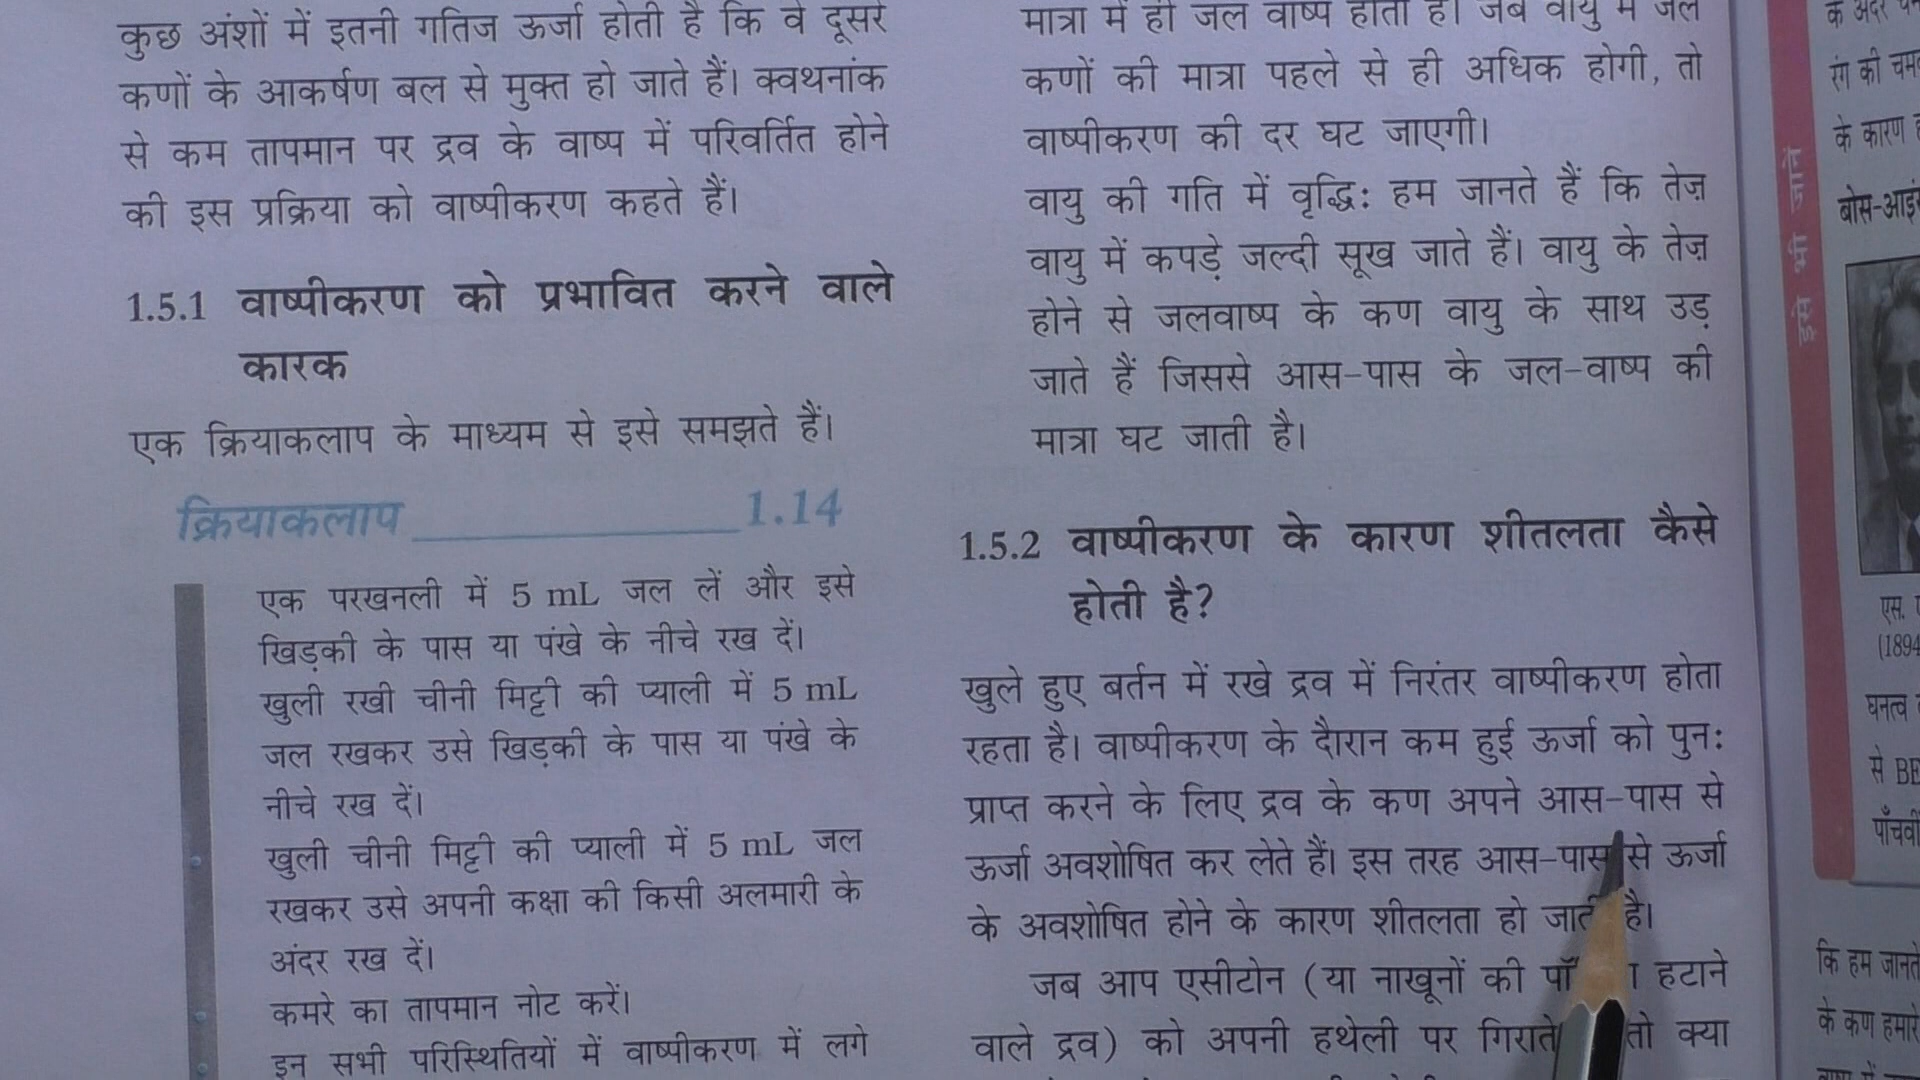 कुछ अंशों में इतनी गतिज ऊर्जा होती है कि वे दूसरे
कणों के आकर्षण बल से मुक्त हो जाते हैं। क्वथनांक
से कम तापमान पर द्रव के वाष्प में परिवर्तित होने
की इस प्रक्रिया को वाष्पीकरण कहते हैं।
1.5.1 वाष्पीकरण को प्रभावित करने वाले
कारक
एक क्रियाकलाप के माध्यम से इसे समझते हैं।
क्रियाकलाप 1.14
एक परखनली में 5 mL जल लें और इसे
खिड़की के पास या पंखे के नीचे रख दें।
खुली रखी चीनी मिट्टी की प्याली में 5 mL
जल रखकर उसे खिड़की के पास या पंखे के
नीचे रख दें।
खुली चीनी मिट्टी की प्याली में 5 mL जल
रखकर उसे अपनी कक्षा की किसी अलमारी के
अंदर रख दें।
कमरे का तापमान नोट करें।
इन सभी परिस्थितियों में वाष्पीकरण में लगे
मात्रा में ही जल वाष्प होता है। जब वायु में जल
कणों की मात्रा पहले से ही अधिक होगी, तो
वाष्पीकरण की दर घट जाएगी।
वायु की गति में वृद्धि: हम जानते हैं कि तेज़
वायु में कपड़े जल्दी सूख जाते हैं। वायु के तेज़
होने से जलवाष्प के कण वायु के साथ उड़
जाते हैं जिससे आस-पास के जल-वाष्प की
मात्रा घट जाती है।
1.5.2 वाष्पीकरण के कारण शीतलता कैसे
होती है?
खुले हुए बर्तन में रखे द्रव में निरंतर वाष्पीकरण होता
रहता है। वाष्पीकरण के दौरान कम हुई ऊर्जा को पुन:
प्राप्त करने के लिए द्रव के कण अपने आस-पास से
ऊर्जा अवशोषित कर लेते हैं। इस तरह आस-पास से ऊर्जा
के अवशोषित होने के कारण शीतलता हो जाती है।
जब आप एसीटोन (या नाखूनों की हटाने
वाले द्रव) को अपनी हथेली पर गिराते तो क्या
इसे भी जानें
के अंदर
रंग की
के कारण
एस.
(1894
घनत्व
से BE
कि हम जानते
के कण हमारे